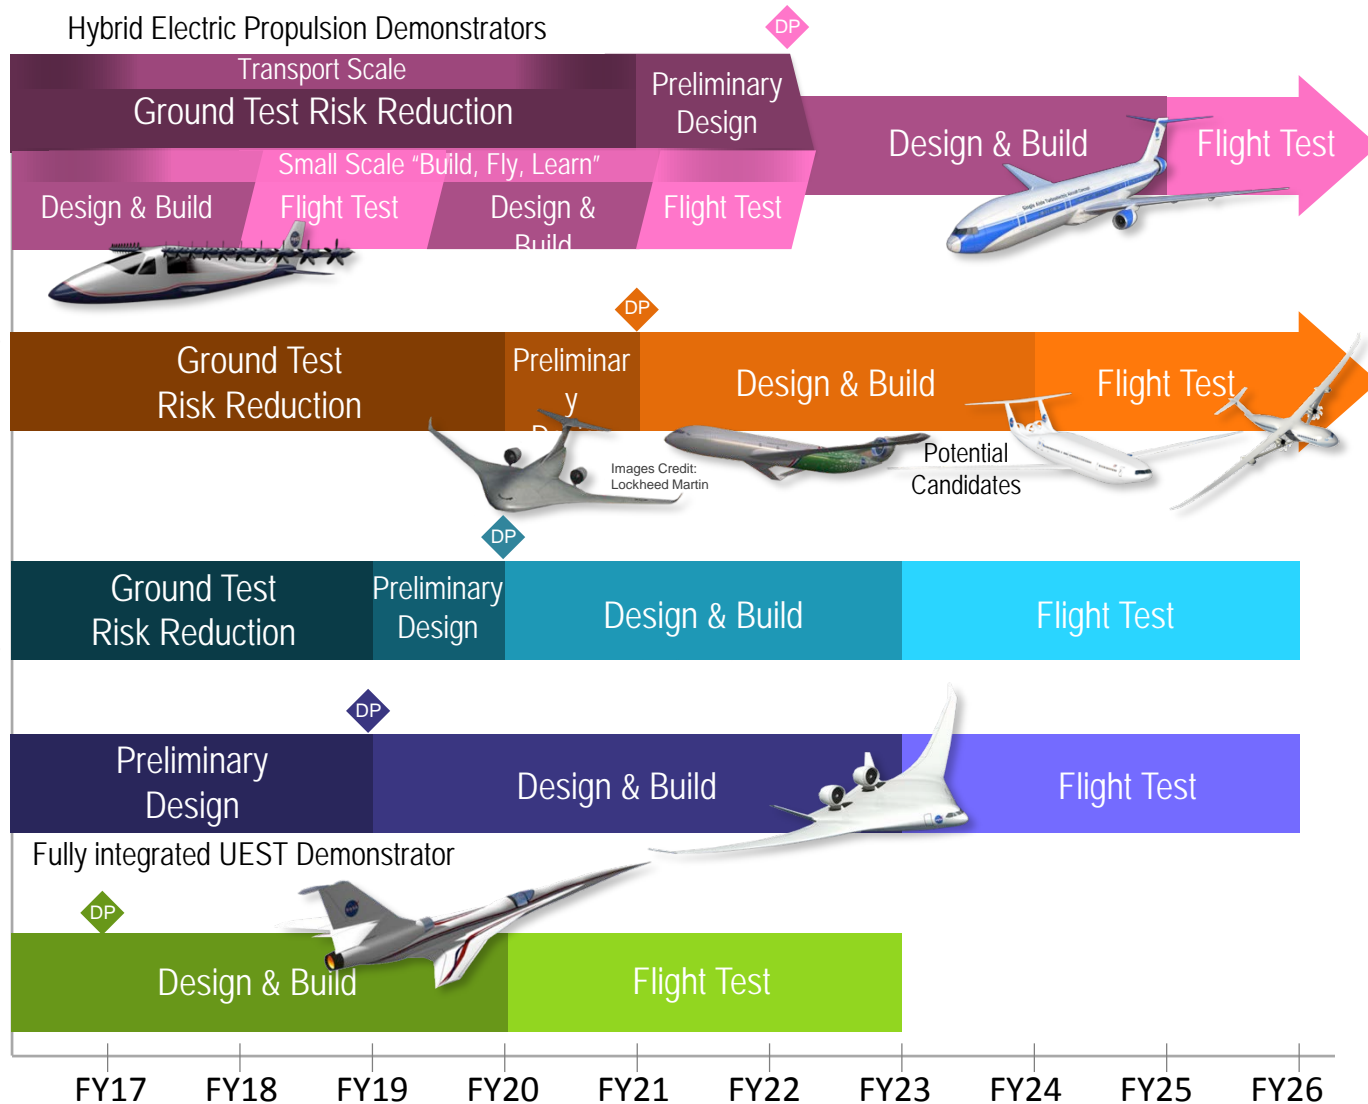 Hybrid Electric Propulsion Demonstrators
DP
Transport Scale
Ground Test Risk Reduction
Preliminary
Design
Design & Build
Flight Test
Small Scale “Build, Fly, Learn”
Design & Build
Flight Test
Design &
Build
Flight Test
DP
Ground Test
Risk Reduction
Preliminar
y
Design & Build
Flight Test
Images Credit:
Lockheed Martin
Potential
Candidates
DP
Ground Test
Risk Reduction
Preliminary
Design
Design & Build
Flight Test
DP
Preliminary
Design
Design & Build
Flight Test
Fully integrated UEST Demonstrator
DP
Design & Build
Flight Test
FY17 FY18 FY19 FY20 FY21 FY22 FY23 FY24 FY25 FY26